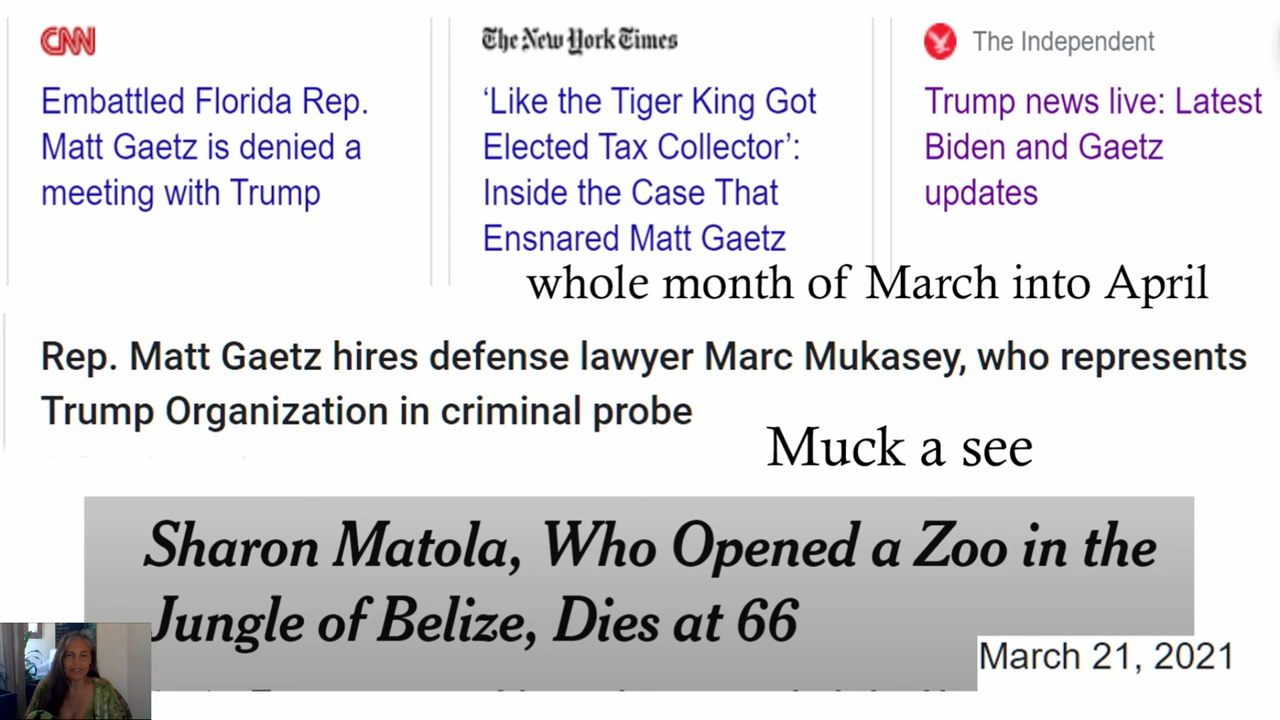 CNN
Embattled Florida Rep.
Matt Gaetz is denied a
meeting with Trump
The New York Times
‘Like the Tiger King Got
Elected Tax Collector’:
Inside the Case That
Ensnared Matt Gaetz
The Independent
Trump news live: Latest
Biden and Gaetz
updates
whole month of March into April
Rep. Matt Gaetz hires defense lawyer Marc Mukasey, who represents
Trump Organization in criminal probe
Muck a see
Sharon Matola, Who Opened a Zoo in the
Jungle of Belize, Dies at 66
March 21, 2021